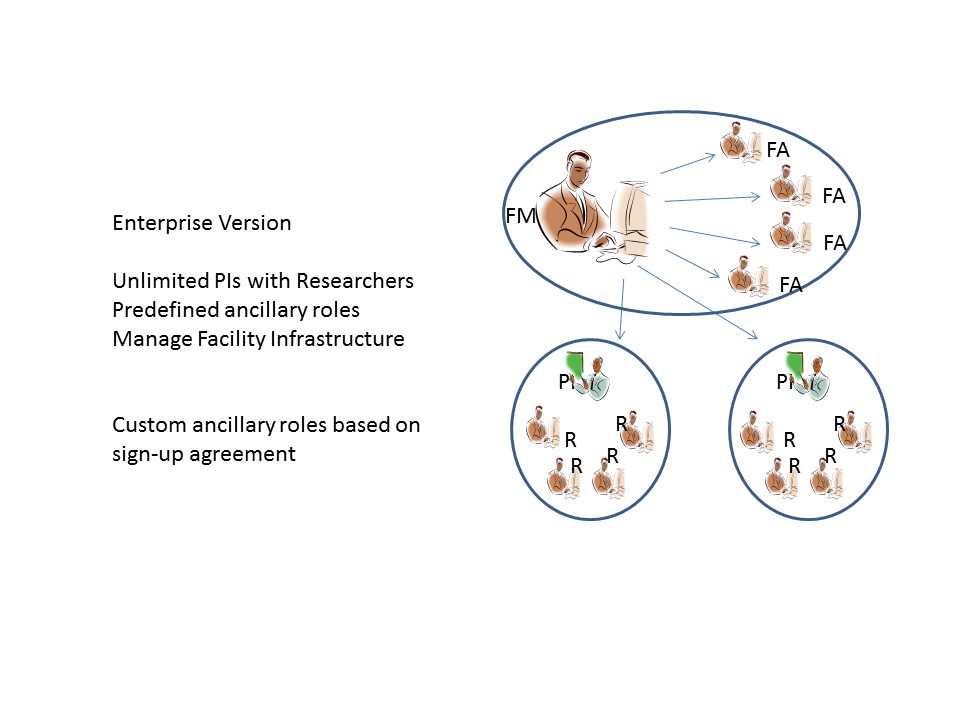 Enterprise Version
Unlimited PIs with Researchers
Predefined ancillary roles
Manage Facility Infrastructure
Custom ancillary roles based on
sign-up agreement
FM
FA
FA
FA
FA
PI
R
R
R
R
PI
R
R
R
R